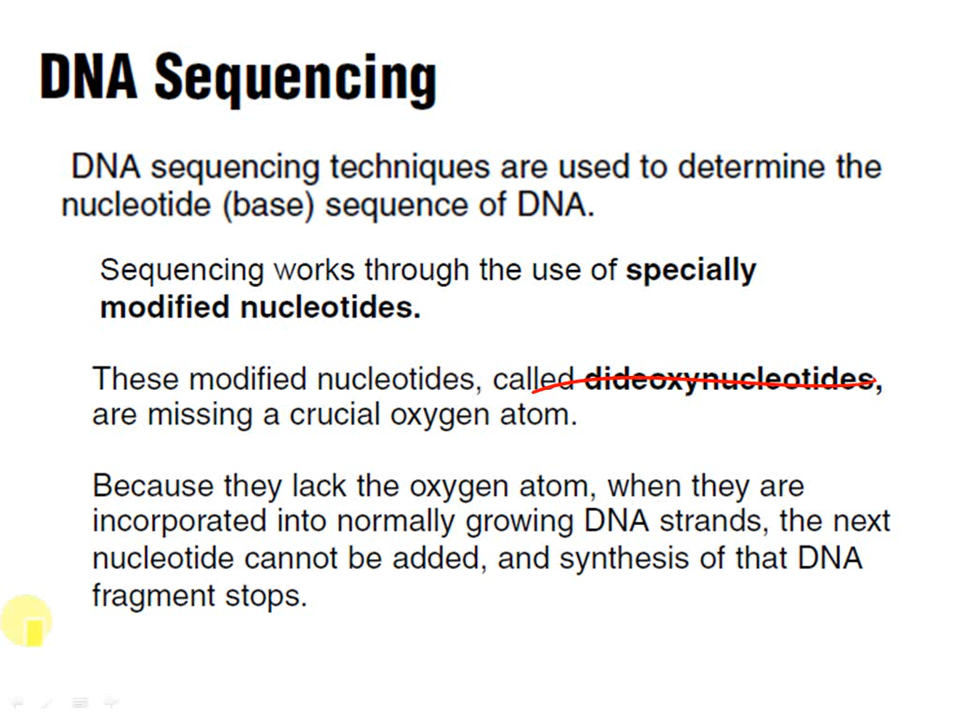 DNA Sequencing
DNA sequencing techniques are used to determine the
nucleotide (base) sequence of DNA.
Sequencing works through the use of specially
modified nucleotides.
These modified nucleotides, called dideoxynucleotides,
are missing a crucial oxygen atom.
Because they lack the oxygen atom, when they are
incorporated into normally growing DNA strands, the next
nucleotide cannot be added, and synthesis of that DNA
fragment stops.